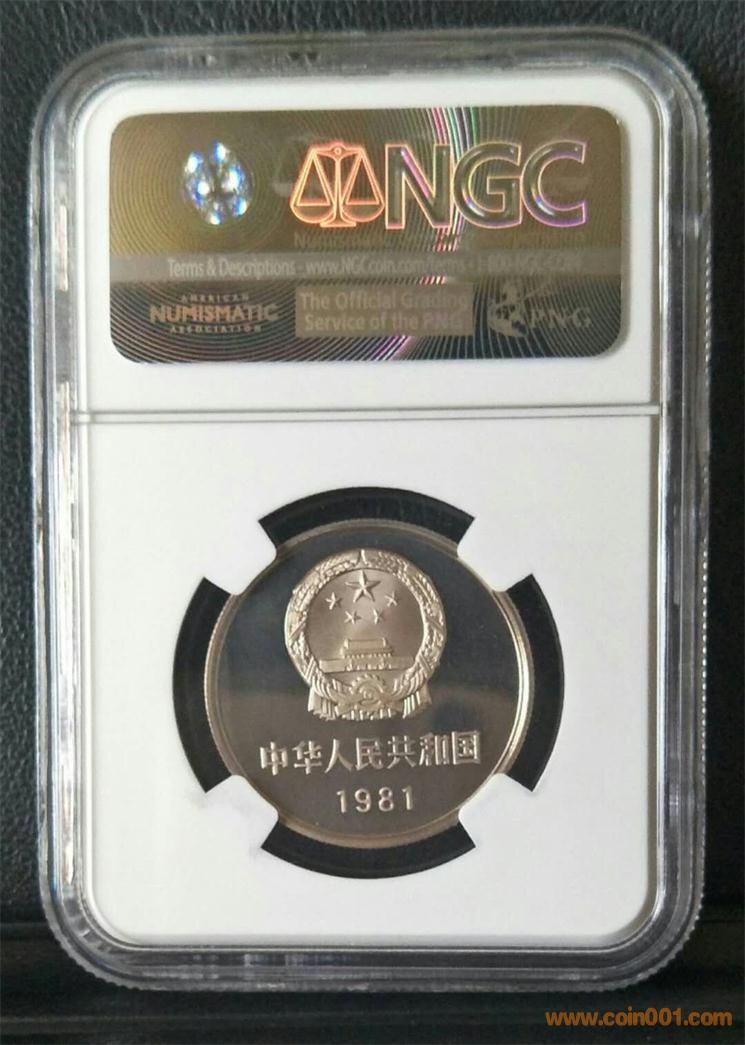 NGC
Terms & Descriptions - www.NGCcoin.com
AMERICAN
NUMISMATIC
ASSOCIATION
The Official Grading
Service of the PNG
PNG
中华人民共和国
1981
www.coin001.com